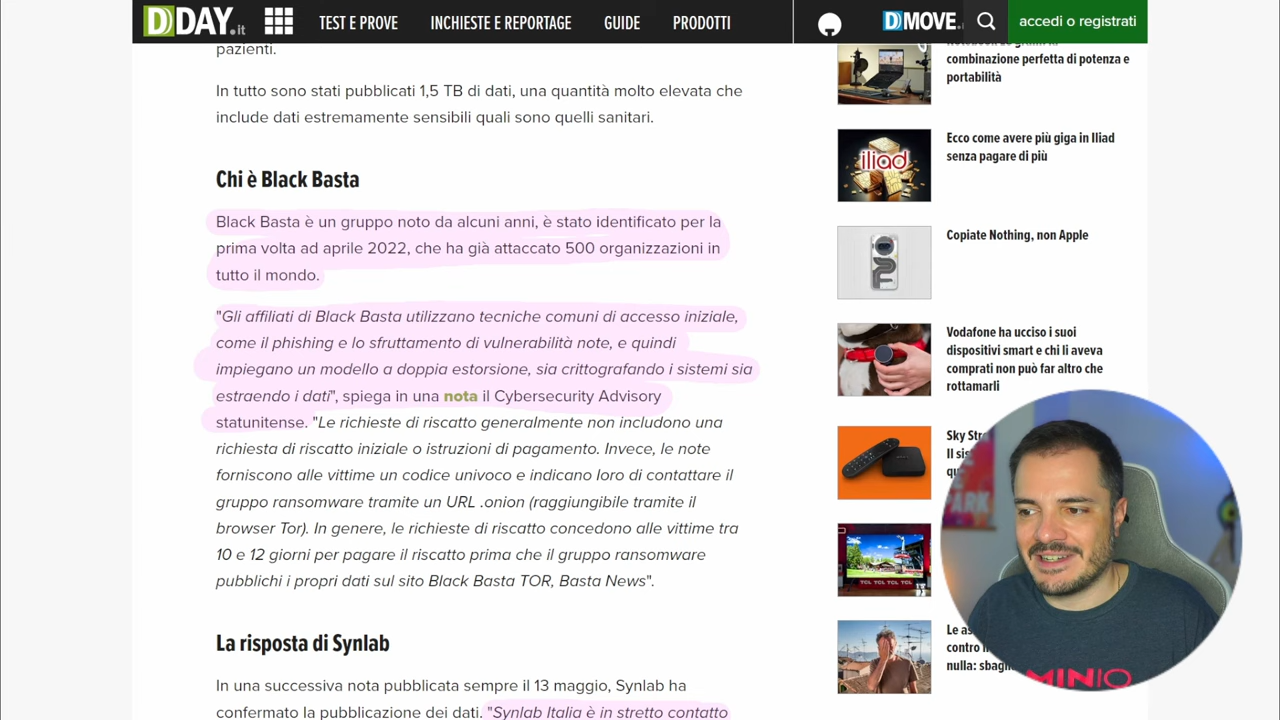 DDAY.it
TEST E PROVE
INCHIESTE E REPORTAGE
GUIDE
PRODOTTI
DMOVE.
accedi o registrati
pazienti.
In tutto sono stati pubblicati 1,5 TB di dati, una quantità molto elevata che
include dati estremamente sensibili quali sono quelli sanitari.
Chi è Black Basta
Black Basta è un gruppo noto da alcuni anni, è stato identificato per la
prima volta ad aprile 2022, che ha già attaccato 500 organizzazioni in
tutto il mondo.
"Gli affiliati di Black Basta utilizzano tecniche comuni di accesso iniziale,
come il phishing e lo sfruttamento di vulnerabilità note, e quindi
impiegano un modello a doppia estorsione, sia crittografando i sistemi sia
estraendo i dati", spiega in una nota il Cybersecurity Advisory
statunitense. "Le richieste di riscatto generalmente non includono una
richiesta di riscatto iniziale o istruzioni di pagamento. Invece, le note
forniscono alle vittime un codice univoco e indicano loro di contattare il
gruppo ransomware tramite un URL .onion (raggiungibile tramite il
browser Tor). In genere, le richieste di riscatto concedono alle vittime tra
10 e 12 giorni per pagare il riscatto prima che il gruppo ransomware
pubblichi i propri dati sul sito Black Basta TOR, Basta News".
La risposta di Synlab
In una successiva nota pubblicata sempre il 13 maggio, Synlab ha
confermato la pubblicazione dei dati. "Synlab Italia è in stretto contatto
combinazione perfetta di potenza e
portabilità
iliad
Ecco come avere più giga in Iliad
senza pagare di più
Copiate Nothing, non Apple
Vodafone ha ucciso i suoi
dispositivi smart e chi li aveva
comprati non può far altro che
rottamarli
Sky
Il
TCL TCL TCL TCL
Le
contro
nulla:
PARK
MINIO